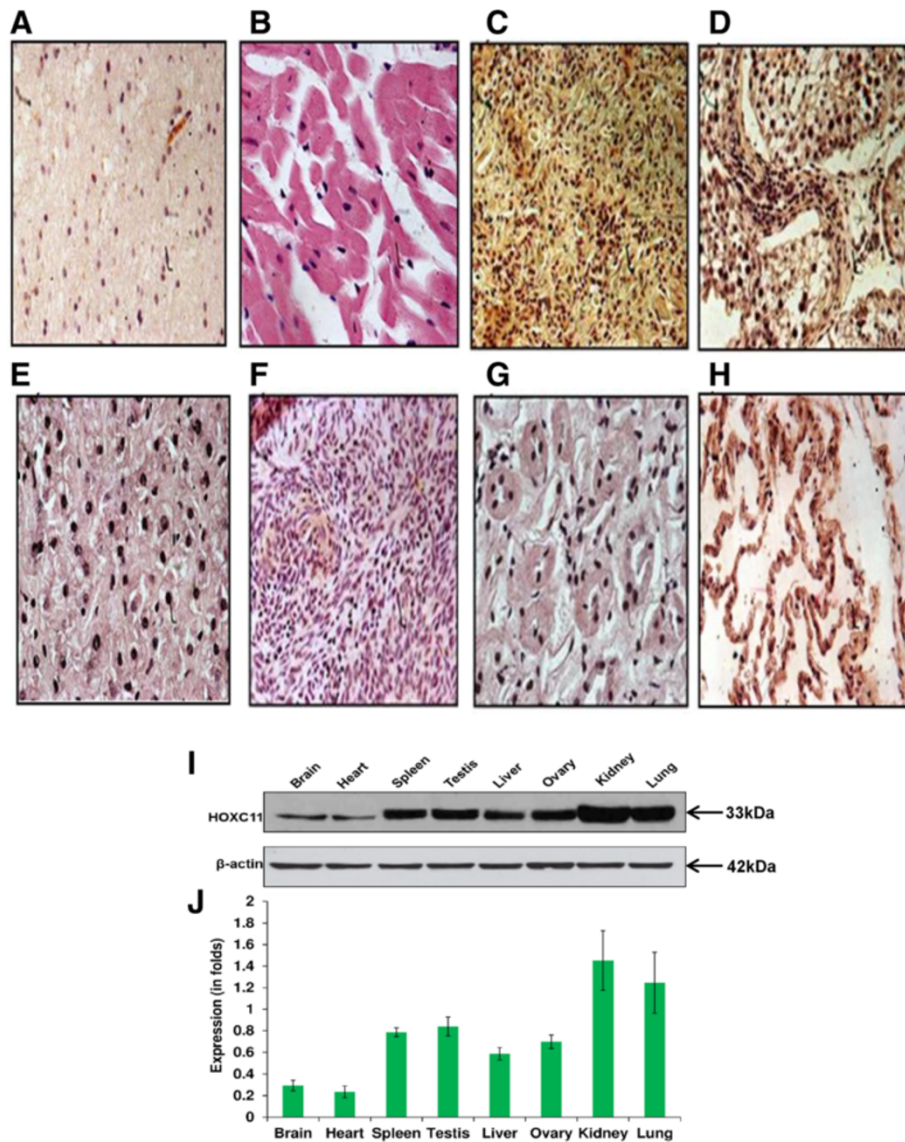 A B C D
E F G H
I
Brain Heart Spleen Testis Liver Ovary Kidney Lung
HOXC11 33kDa
β-actin 42kDa
J
Expression (in folds)
2
1.8
1.6
1.4
1.2
1
0.8
0.6
0.4
0.2
0
Brain Heart Spleen Testis Liver Ovary Kidney Lung